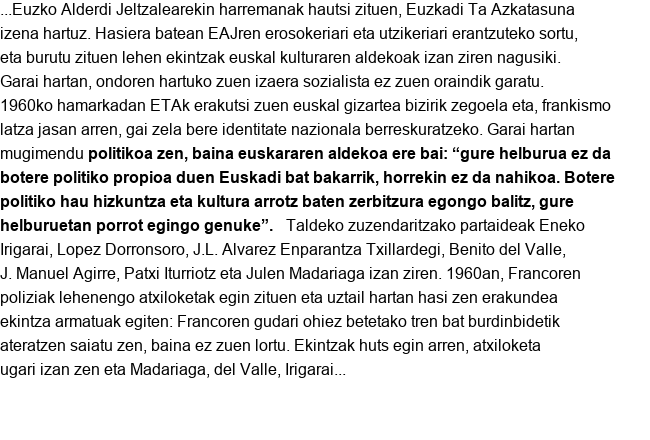 ...Euzko Alderdi Jeltzalearekin harremanak hautsi zituen, Euzkadi Ta Azkatasuna
izena hartuz. Hasiera batean EAJren erosokeriari eta utzikeriari erantzuteko sortu,
eta burutu zituen lehen ekintzak euskal kulturaren aldekoak izan ziren nagusiki.
Garai hartan, ondoren hartuko zuen izaera sozialista ez zuen oraindik garatu.
1960ko hamarkadan ETAk erakutsi zuen euskal gizartea bizirik zegoela eta, frankismo
latza jasan arren, gai zela bere identitate nazionala berreskuratzeko. Garai hartan
mugimendu politikoa zen, baina euskararen aldekoa ere bai: “gure helburua ez da
botere politiko propioa duen Euskadi bat bakarrik, horrekin ez da nahikoa. Botere
politiko hau hizkuntza eta kultura arrotz baten zerbitzura egongo balitz, gure
helburuetan porrot egingo genuke”. Taldeko zuzendaritzako partaideak Eneko
Irigarai, Lopez Dorronsoro, J.L. Alvarez Enparantza Txillardegi, Benito del Valle,
J. Manuel Agirre, Patxi Iturriotz eta Julen Madariaga izan ziren. 1960an, Francoren
poliziak lehenengo atxiloketak egin zituen eta uztail hartan hasi zen erakundea
ekintza armatuak egiten: Francoren gudari ohiez betetako tren bat burdinbidetik
ateratzen saiatu zen, baina ez zuen lortu. Ekintzak huts egin arren, atxiloketa
ugari izan zen eta Madariaga, del Valle, Irigarai...